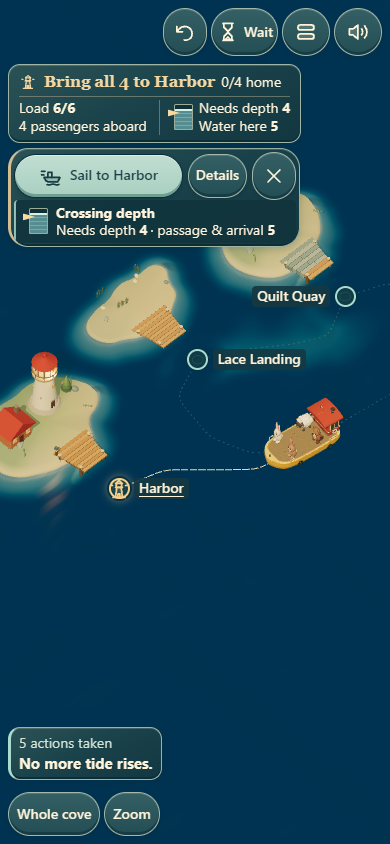 Wait
Bring all 4 to Harbor 0/4 home
Load 6/6
4 passengers aboard
Needs depth 4
Water here 5
Sail to Harbor
Details
Crossing depth
Needs depth 4 · passage & arrival 5
Quilt Quay
Lace Landing
Harbor
5 actions taken
No more tide rises.
Whole cove
Zoom